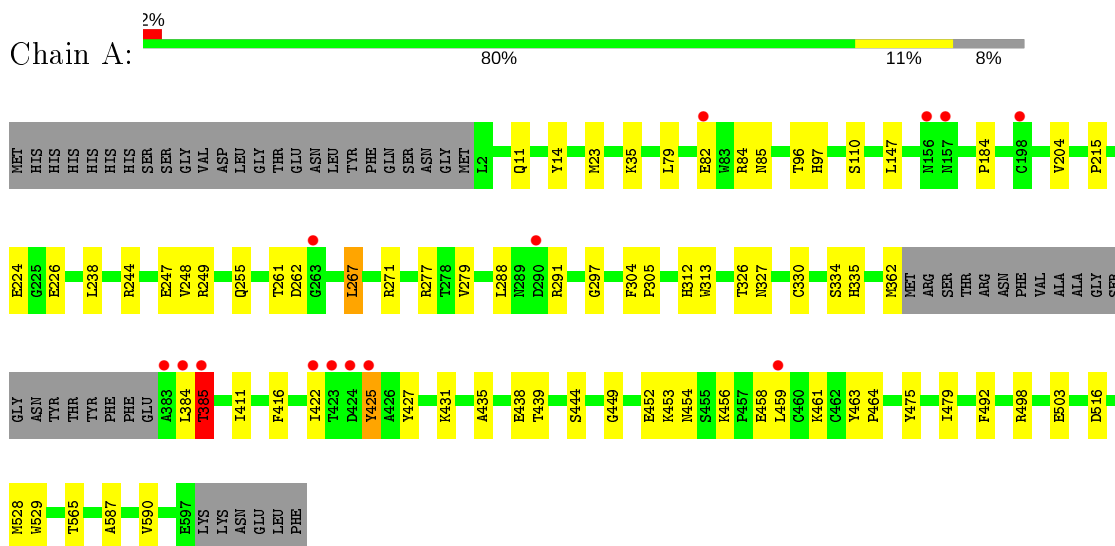 2%
Chain A:
80% 11% 8%
MET HIS HIS HIS HIS HIS HIS SER SER GLY VAL ASP LEU GLY THR GLU ASN LEU TYR PHE GLN SER ASN GLY MET L2 Q11 Y14 M23 K35 L79 E82 W83 R84 N85 T96 H97 S110 L147 N156 N157 P184 C198 V204 P215
E224 G225 E226 L238 R244 E247 V248 R249 Q255 T261 D262 G263 L267 R271 R277 T278 V279 L288 N289 D290 R291 G297 F304 P305 H312 W313 T326 N327 C330 S334 H335 M362 MET ARG SER THR ARG ASN PHE VAL ALA ALA GLY SER
GLY ASN TYR THR TYR PHE PHE GLU A383 L384 T385 I411 F416 I422 T423 D424 Y425 A426 Y427 K431 A435 E438 T439 S444 G449 E452 K453 N454 S455 K456 P457 E458 L459 C460 K461 C462 Y463 P464 Y475 I479 F492 R498 E503 D516
M528 W529 T565 A587 V590 E597 LYS LYS ASN GLU LEU PHE